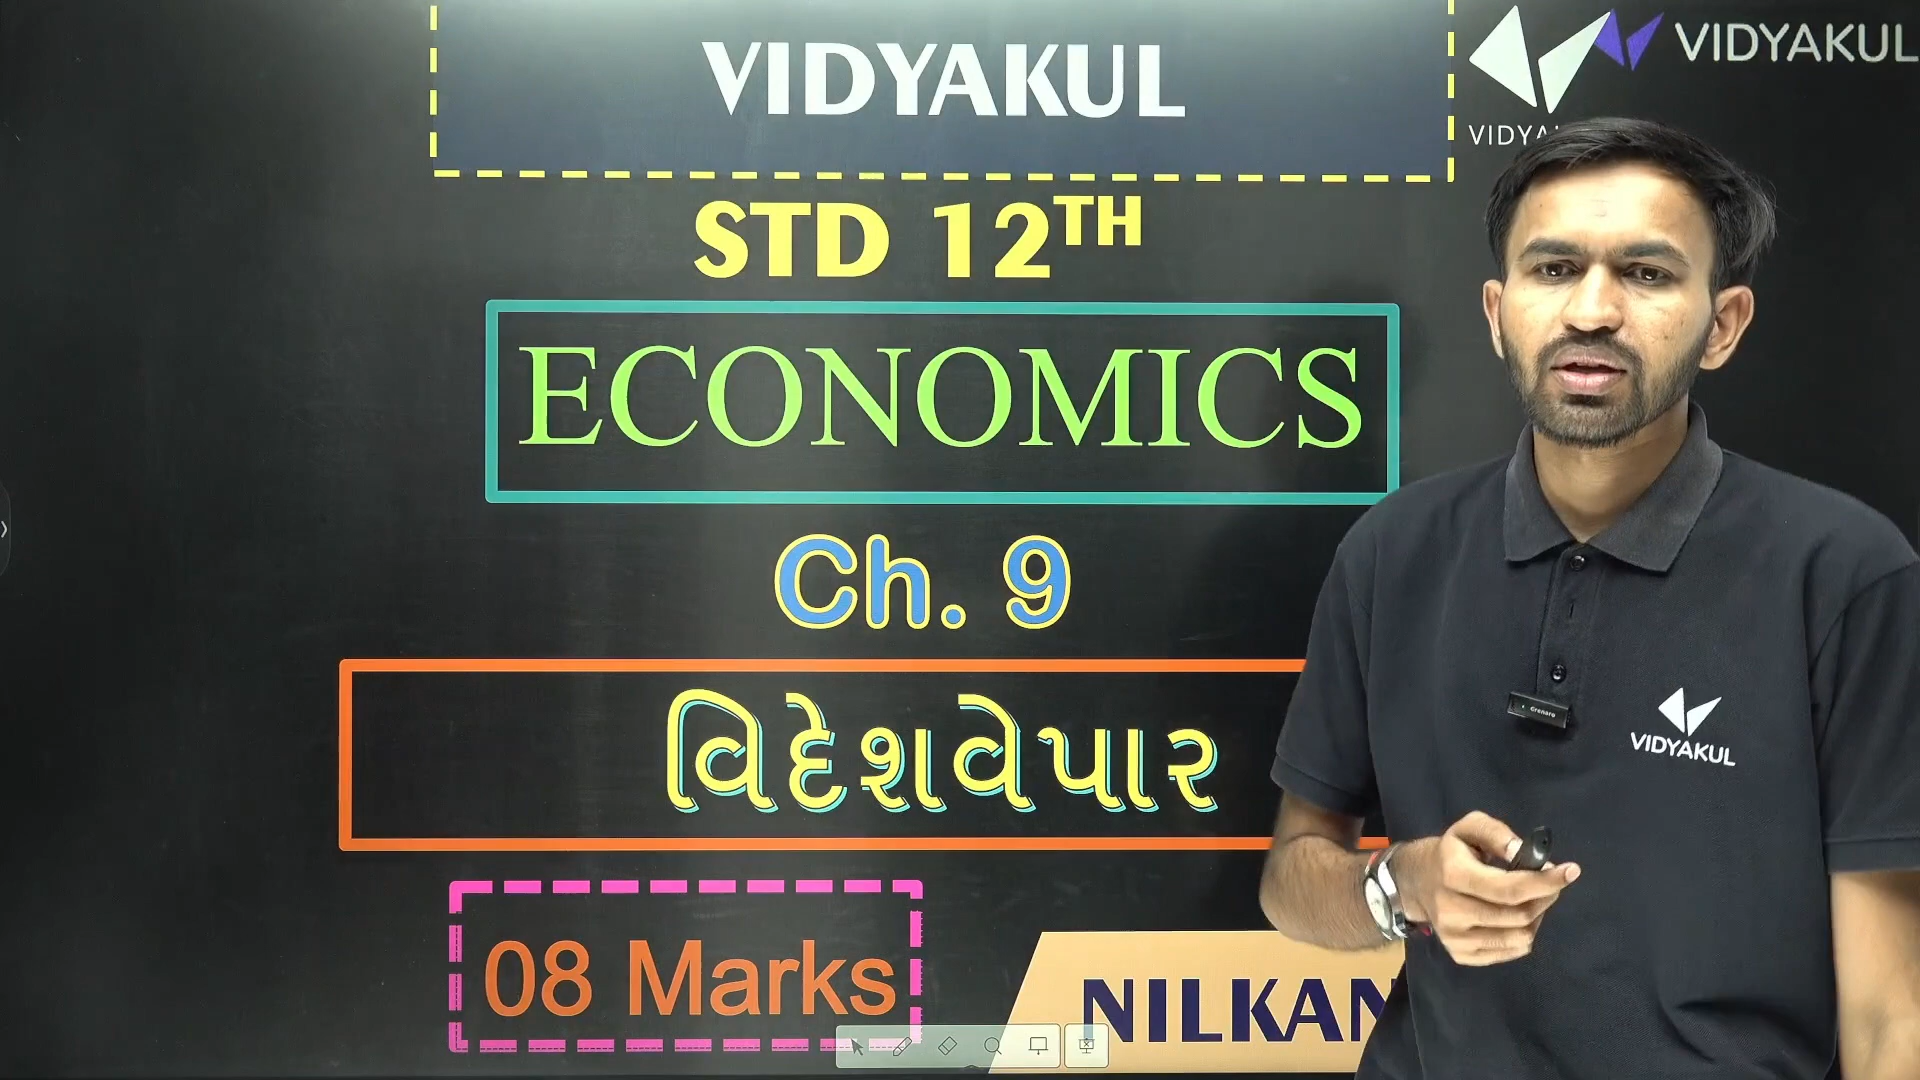 VIDYAKUL
VIDYAKUL
STD 12TH
ECONOMICS
Ch. 9
વિદેશવેપાર
08 Marks
VIDYAKUL